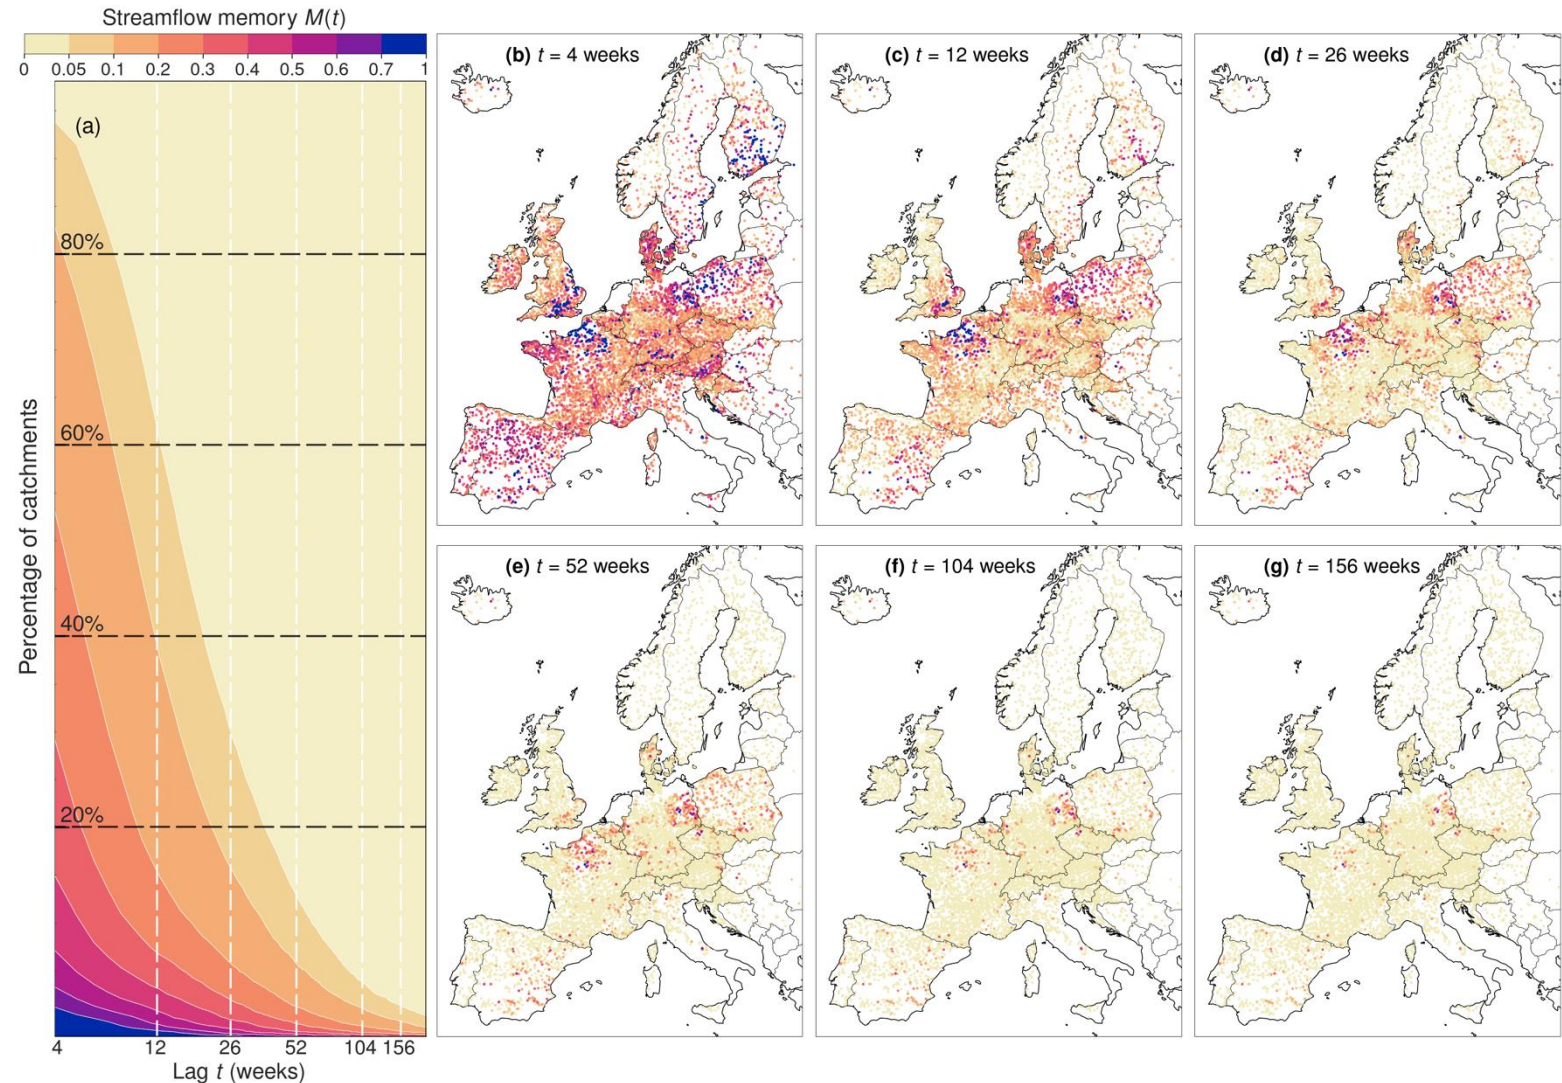 Streamflow memory M(t)
0 0.05 0.1 0.2 0.3 0.4 0.5 0.6 0.7 1
(a)
80%
60%
40%
20%
Percentage of catchments
4 12 26 52 104 156
Lag t (weeks)
(b) t = 4 weeks
(c) t = 12 weeks
(d) t = 26 weeks
(e) t = 52 weeks
(f) t = 104 weeks
(g) t = 156 weeks